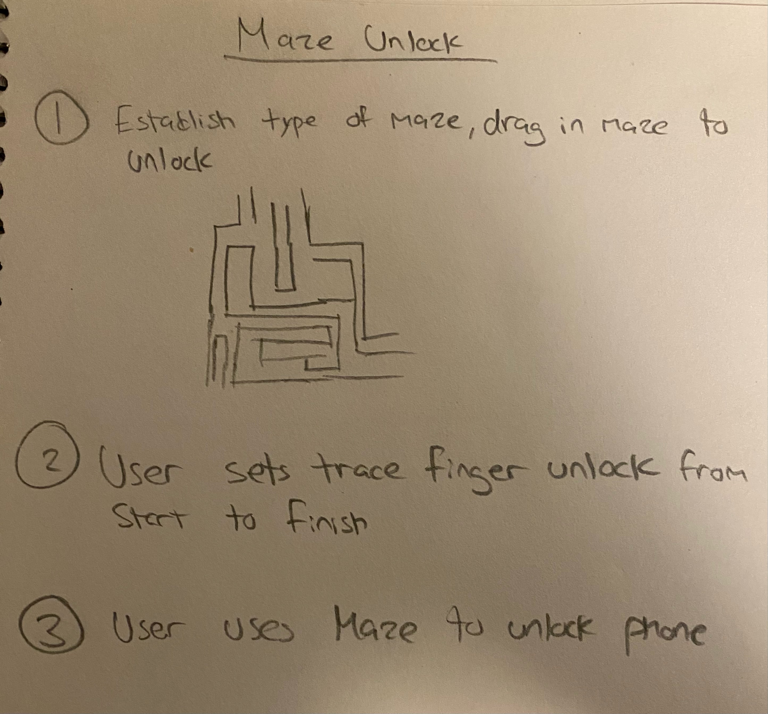 Maze Unlock
① Establish type of Maze, drag in Maze to
unlock
② User sets trace finger unlock from
Start to finish
③ User uses Maze to unlock phone